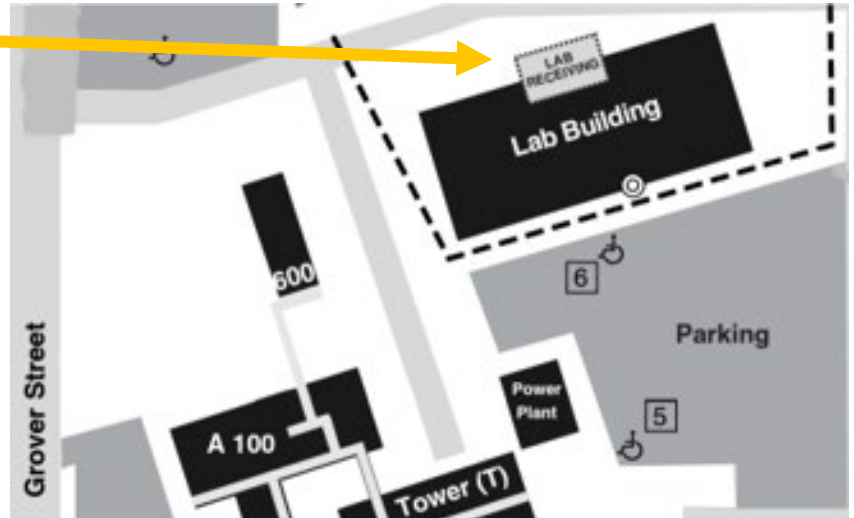 LAB
RECEIVING
Lab Building
600
6
Parking
Grover Street
Power
Plant
5
A 100
Tower (T)